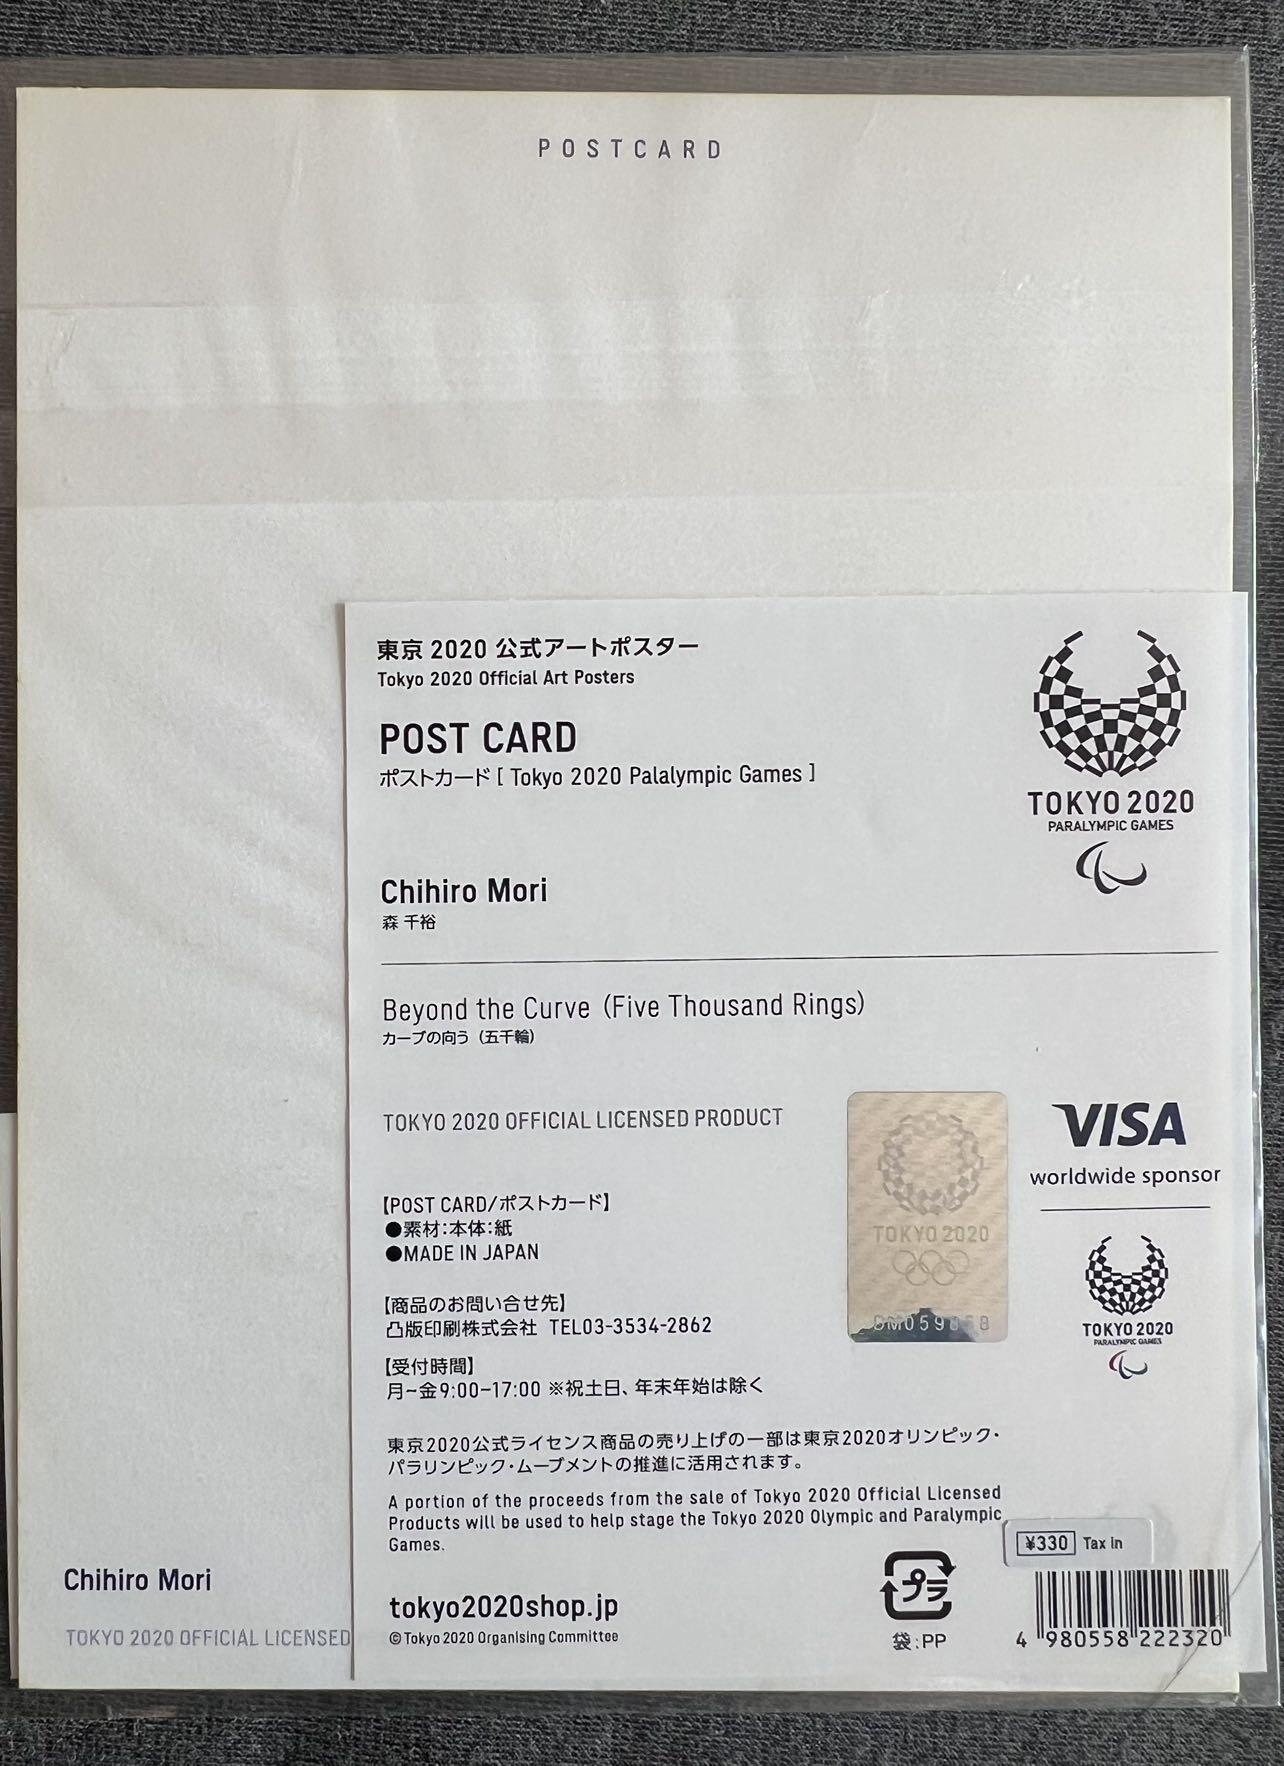 POSTCARD
東京 2020 公式アートポスター
Tokyo 2020 Official Art Posters
POST CARD
ポストカード [ Tokyo 2020 Palalympic Games ]
TOKYO 2020
PARALYMPIC GAMES
Chihiro Mori
森 千裕
Beyond the Curve (Five Thousand Rings)
カーブの向う (五千輪)
TOKYO 2020 OFFICIAL LICENSED PRODUCT
TOKYO 2020
VISA
worldwide sponsor
TOKYO 2020
PARALYMPIC GAMES
【POST CARD/ポストカード】
●素材:本体:紙
●MADE IN JAPAN
【商品のお問い合せ先】
凸版印刷株式会社 TEL03-3534-2862
【受付時間】
月-金9:00-17:00 ※祝土日、年末年始は除く
東京2020公式ライセンス商品の売り上げの一部は東京2020オリンピック・
パラリンピック・ムーブメントの推進に活用されます。
A portion of the proceeds from the sale of Tokyo 2020 Official Licensed
Products will be used to help stage the Tokyo 2020 Olympic and Paralympic
Games.
¥330 Tax in
tokyo2020shop.jp
© Tokyo 2020 Organising Committee
プラ
袋:PP
4 980558 222320
Chihiro Mori
TOKYO 2020 OFFICIAL LICENSED